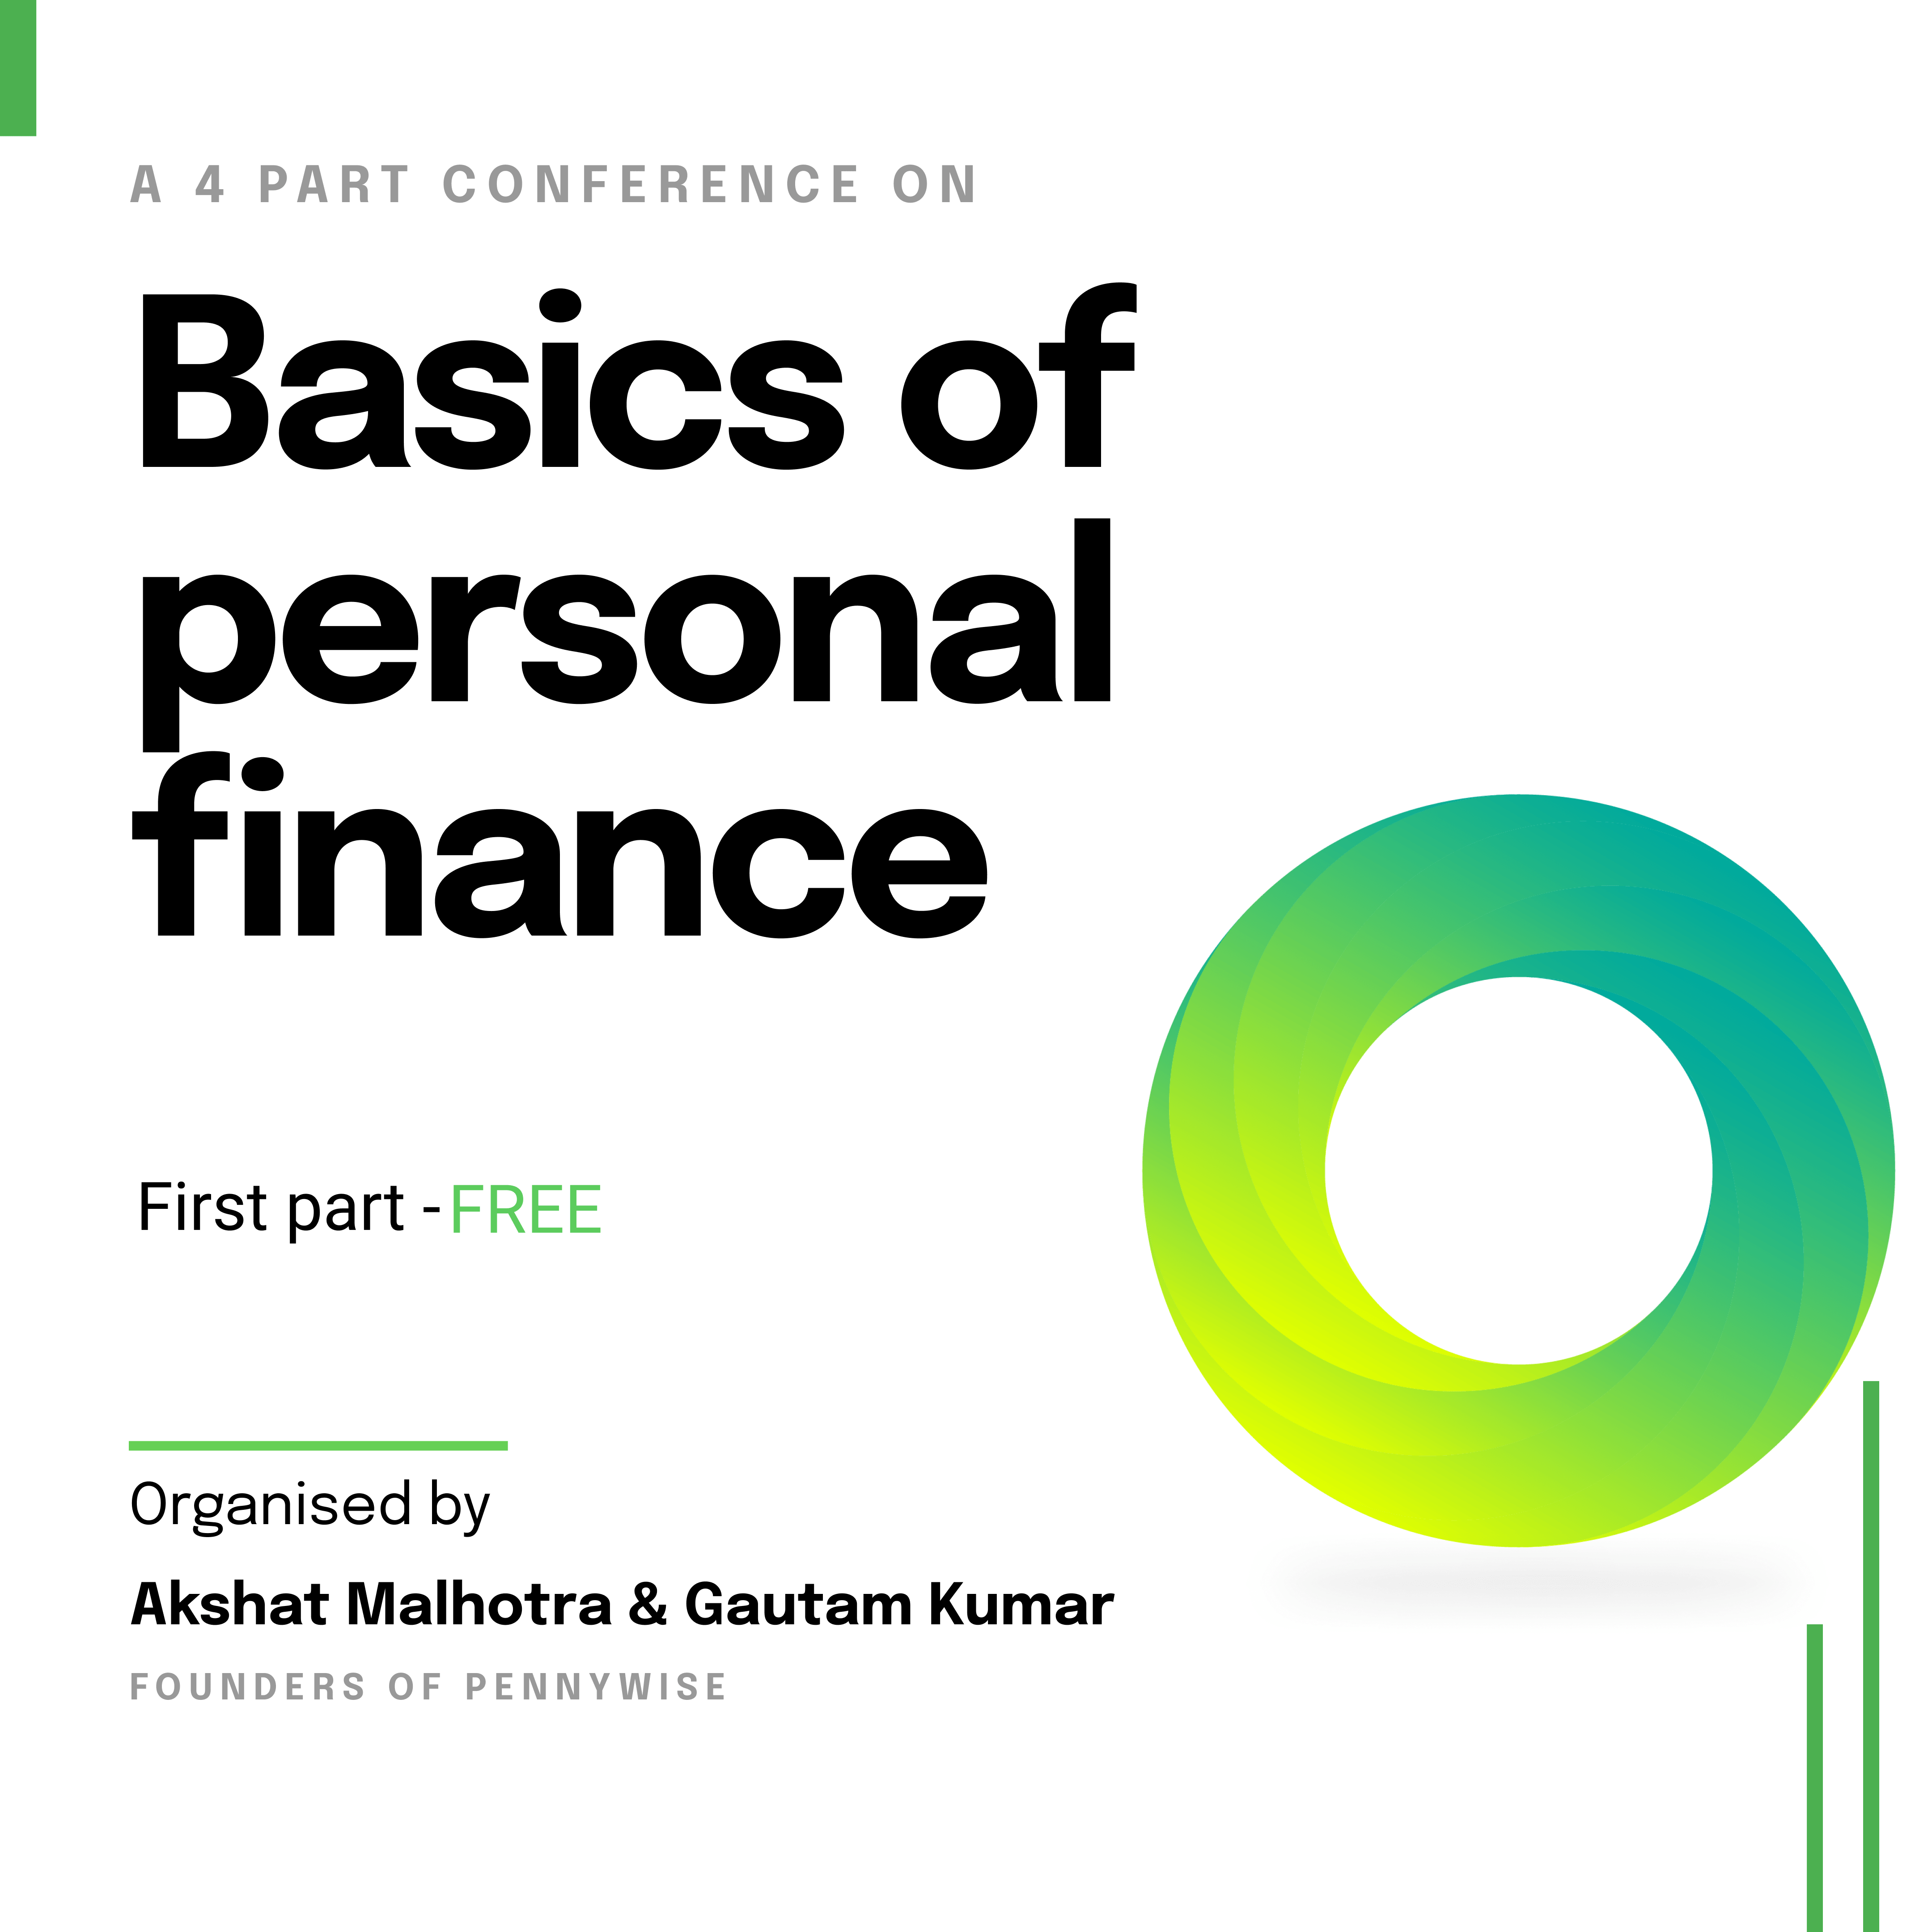 A 4 PART CONFERENCE ON
Basics of
personal
finance
First part - FREE
Organised by
Akshat Malhotra & Gautam Kumar
FOUNDERS OF PENNYWISE